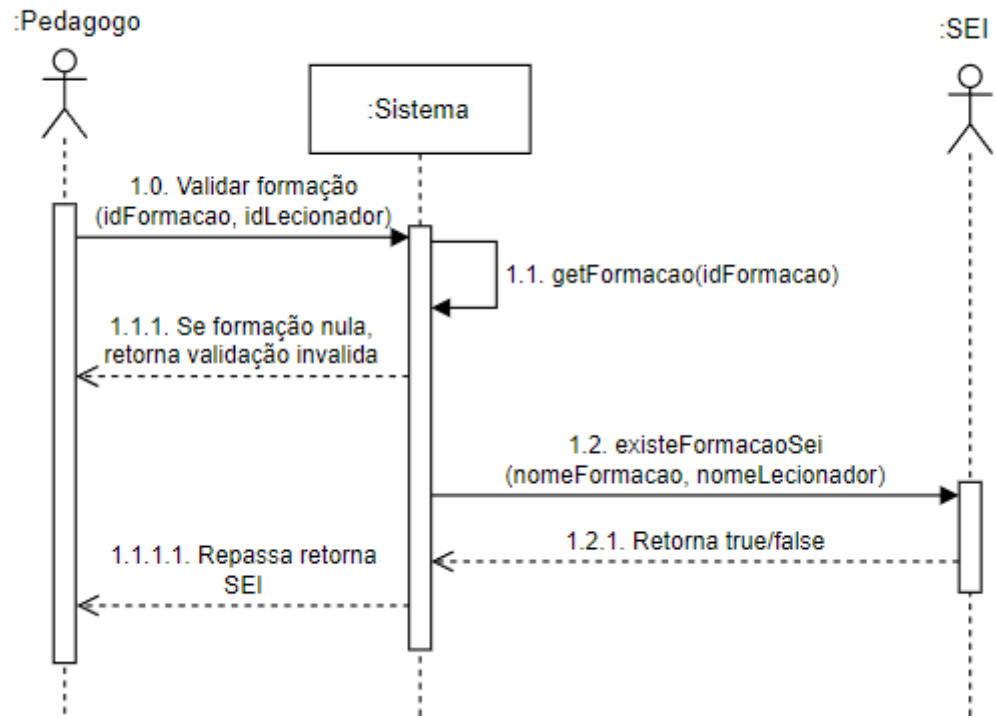 :Pedagogo
:SEI
:Sistema
1.0. Validar formação
(idFormacao, idLecionador)
1.1. getFormacao(idFormacao)
1.1.1. Se formação nula,
retorna validação invalida
1.2. existeFormacaoSei
(nomeFormacao, nomeLecionador)
1.2.1. Retorna true/false
1.1.1.1. Repassa retorna
SEI